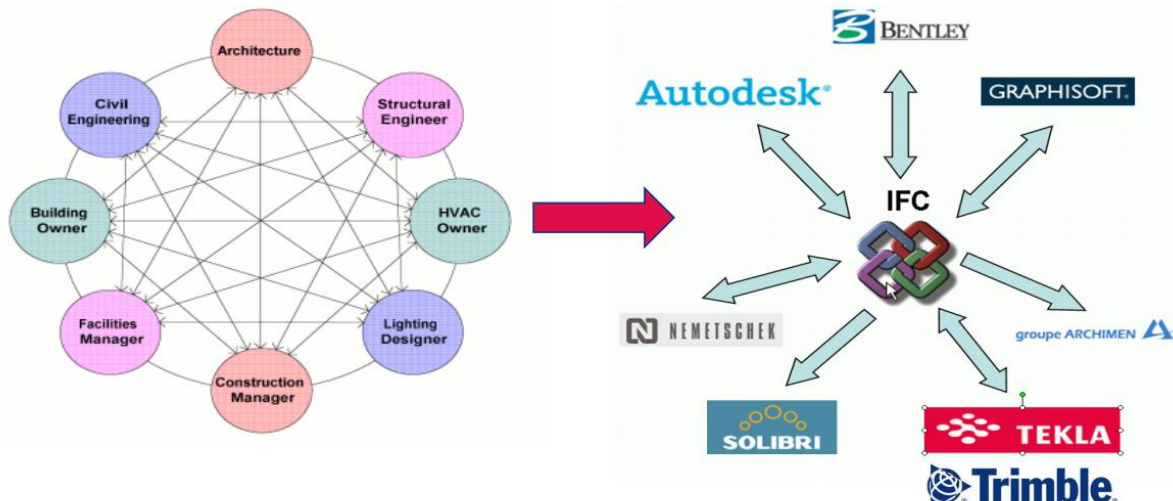 Architecture
Civil
Engineering
Structural
Engineer
Building
Owner
HVAC
Owner
Facilities
Manager
Lighting
Designer
Construction
Manager
BENTLEY
Autodesk®
GRAPHISOFT®
IFC
NEMETSCHEK
groupe ARCHIMEN
SOLIBRI
TEKLA
Trimble